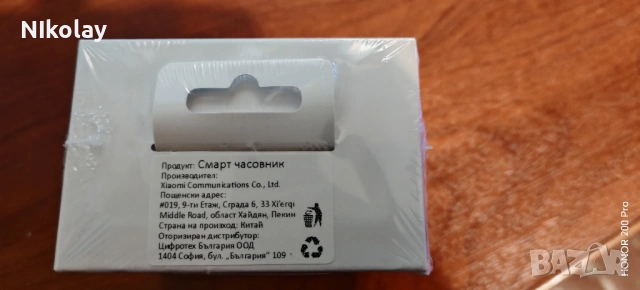 NIkolay
Продукт: Смарт часовник
Производител:
Xiaomi Communications Co., Ltd.
Пощенски адрес:
#019, 9-ти Етаж, Сграда 6, 33 Xi'erqi
Middle Road, област Хайдян, Пекин
Страна на произход: Китай
Оторизиран дистрибутор:
Цифротех България ООД
1404 София, бул. „България" 109
HONOR 200 Pro
bazar